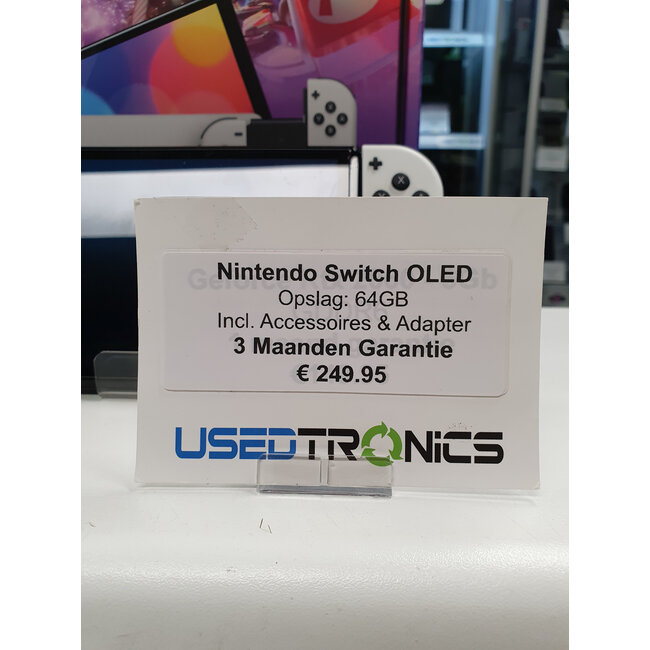 Nintendo Switch OLED
Opslag: 64GB
Incl. Accessoires & Adapter
3 Maanden Garantie
€ 249.95
USEDTRONiCS